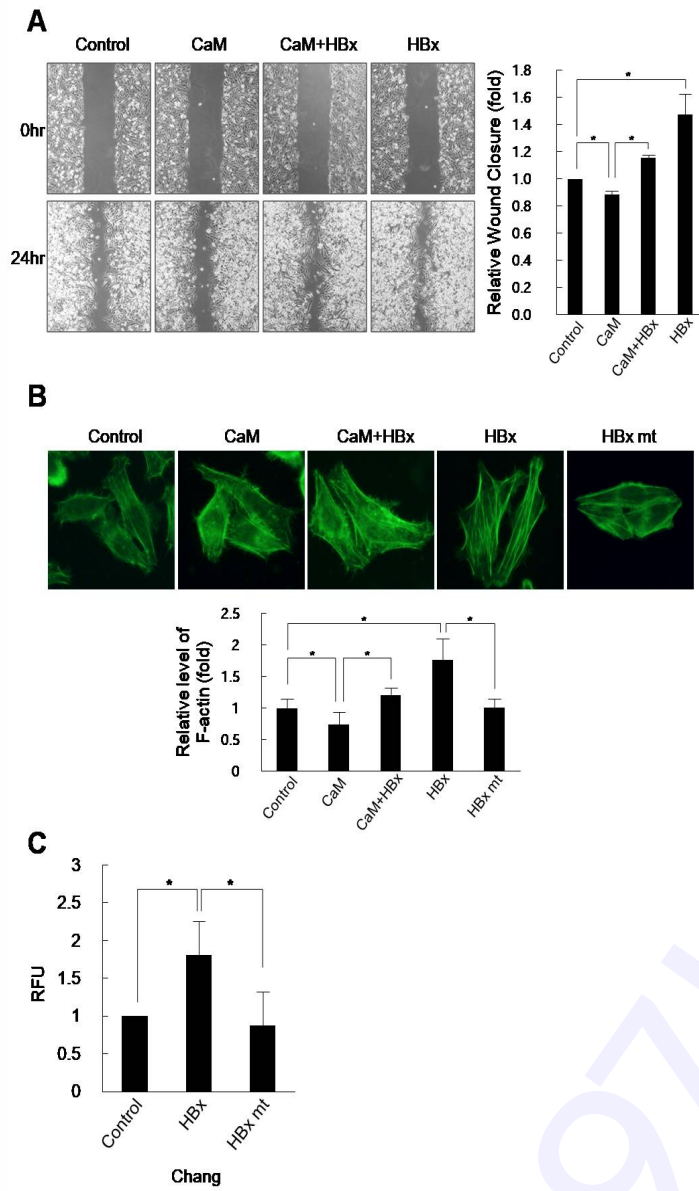 A
Control CaM CaM+HBx HBx
0hr
24hr
Relative Wound Closure (fold)
1.8
1.6
1.4
1.2
1.0
0.8
0.6
0.4
0.2
0.0
* * *
Control CaM CaM+HBx HBx
B
Control CaM CaM+HBx HBx HBx mt
Relative level of
F-actin (fold)
2.5
2
1.5
1
0.5
0
* * * *
Control CaM CaM+HBx HBx HBx mt
C
RFU
3
2.5
2
1.5
1
0.5
0
* *
Control HBx HBx mt
Chang